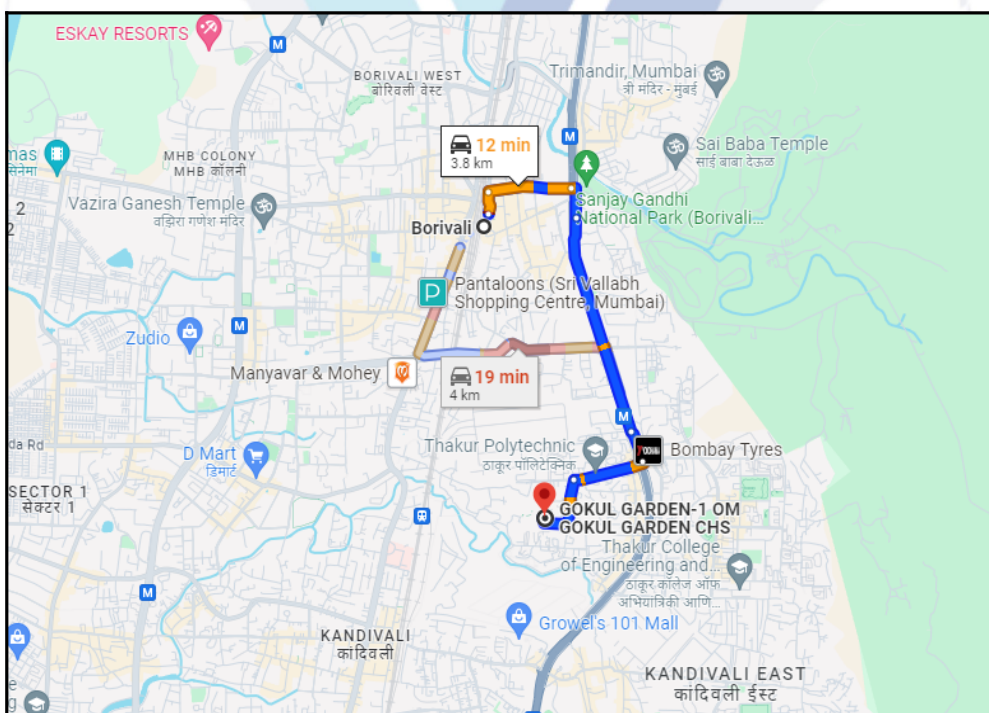 ESKAY RESORTS
M
BORIVALI WEST
बोरिवली वेस्ट
Trimandir, Mumbai
त्री मंदिर - मुंबई
12 min
3.8 km
M
Sai Baba Temple
साई बाबा देऊळ
mas
सिनेमा
MHB COLONY
MHB कॉलनी
Sanjay Gandhi
National Park (Borivali...
2
2
Vazira Ganesh Temple
वझिरा गणेश मंदिर
Borivali
P
Pantaloons (Sri Vallabh
Shopping Centre, Mumbai)
M
Zudio
Manyavar & Mohey
19 min
4 km
M
da Rd
D Mart
डिमार्ट
Thakur Polytechnic
ठाकूर पॉलिटेक्निक
Bombay Tyres
SECTOR 1
सेक्टर 1
GOKUL GARDEN-1 OM
GOKUL GARDEN CHS
Thakur College
of Engineering and...
ठाकूर कॉलेज ऑफ
अभियांत्रिकी आणि...
M
Growel's 101 Mall
KANDIVALI
कांदिवली
KANDIVALI EAST
कांदिवली ईस्ट
e
g
M